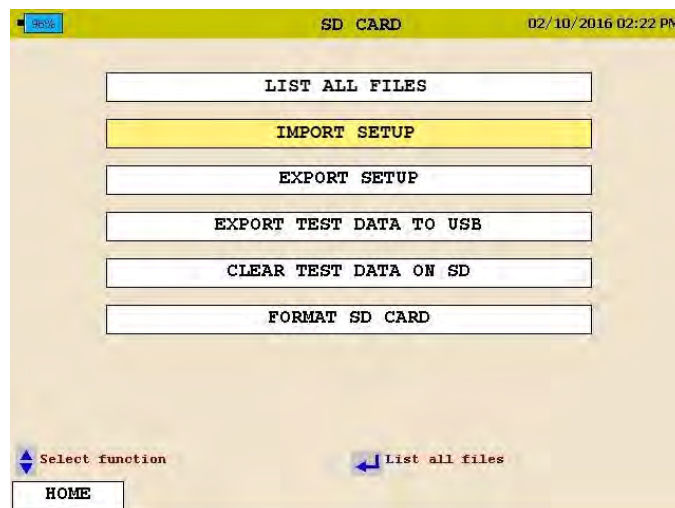 96%
SD CARD
02/10/2016 02:22 PM
LIST ALL FILES
IMPORT SETUP
EXPORT SETUP
EXPORT TEST DATA TO USB
CLEAR TEST DATA ON SD
FORMAT SD CARD
Select function
List all files
HOME